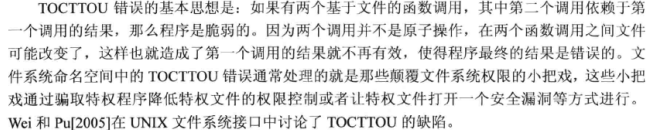 TOCTTOU 错误的基本思想是：如果有两个基于文件的函数调用，其中第二个调用依赖于第
一个调用的结果，那么程序是脆弱的。因为两个调用并不是原子操作，在两个函数调用之间文件
可能改变了，这样也就造成了第一个调用的结果就不再有效，使得程序最终的结果是错误的。文
件系统命名空间中的 TOCTTOU 错误通常处理的就是那些颠覆文件系统权限的小把戏，这些小把
戏通过骗取特权程序降低特权文件的权限控制或者让特权文件打开一个安全漏洞等方式进行。
Wei 和 Pu[2005]在 UNIX 文件系统接口中讨论了 TOCTTOU 的缺陷。